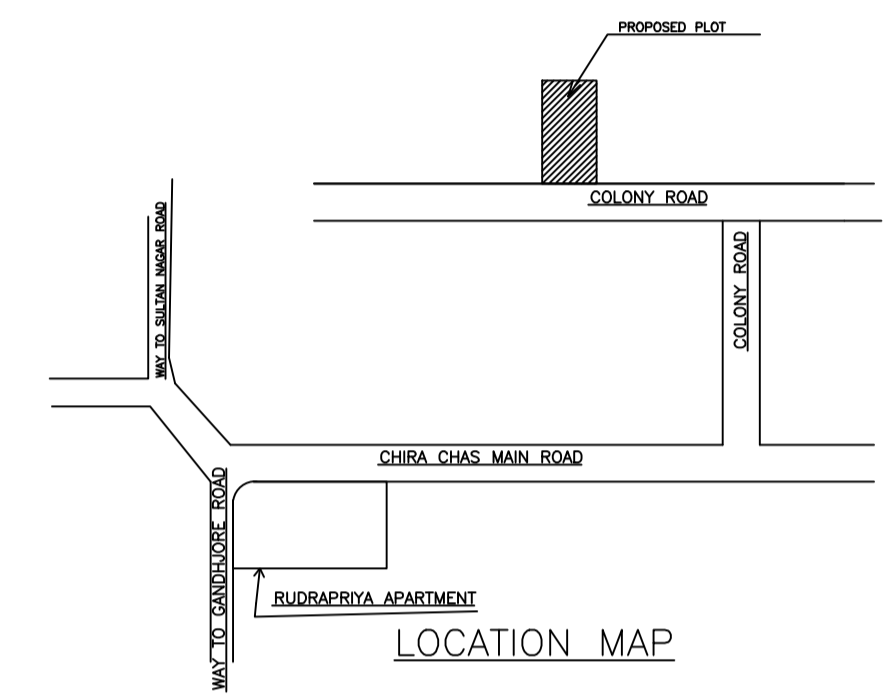 PROPOSED PLOT
COLONY ROAD
WAY TO SULTAN NAGAR ROAD
COLONY ROAD
CHIRA CHAS MAIN ROAD
WAY TO GANDHJORE ROAD
RUDRAPRIYA APARTMENT
LOCATION MAP